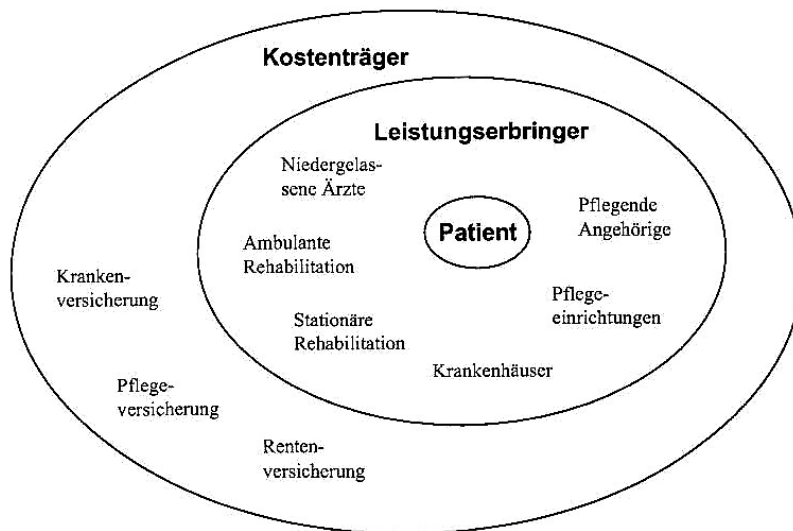 Kostenträger
Leistungserbringer
Niedergelas-
sene Ärzte
Patient
Pflegende
Angehörige
Ambulante
Rehabilitation
Kranken-
versicherung
Pflege-
einrichtungen
Stationäre
Rehabilitation
Krankenhäuser
Pflege-
versicherung
Renten-
versicherung